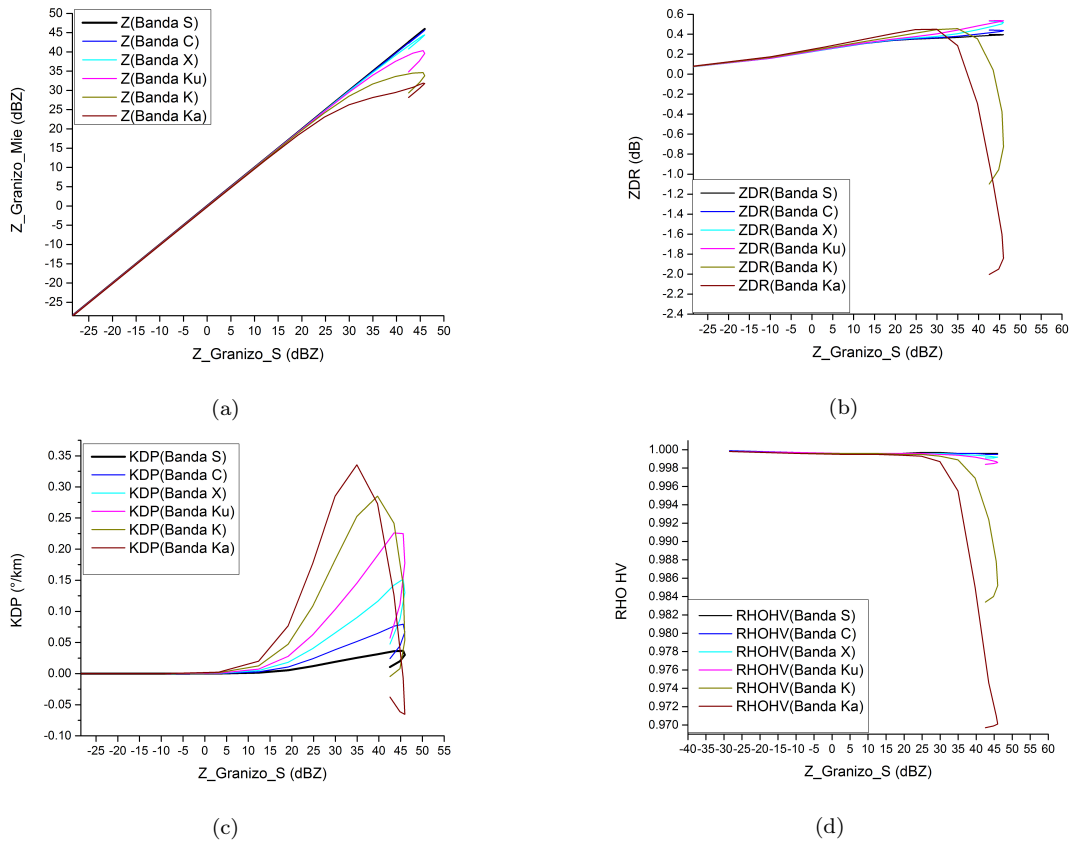 Z_Granizo_Mie (dBZ)
50
45
40
35
30
25
20
15
10
5
0
-5
-10
-15
-20
-25
Z(Banda S)
Z(Banda C)
Z(Banda X)
Z(Banda Ku)
Z(Banda K)
Z(Banda Ka)
-25 -20 -15 -10 -5 0 5 10 15 20 25 30 35 40 45 50
Z_Granizo_S (dBZ)
(a)
ZDR (dB)
0.6
0.4
0.2
0.0
-0.2
-0.4
-0.6
-0.8
-1.0
-1.2
-1.4
-1.6
-1.8
-2.0
-2.2
-2.4
ZDR(Banda S)
ZDR(Banda C)
ZDR(Banda X)
ZDR(Banda Ku)
ZDR(Banda K)
ZDR(Banda Ka)
-25 -20 -15 -10 -5 0 5 10 15 20 25 30 35 40 45 50 55 60
Z_Granizo_S (dBZ)
(b)
KDP (°/km)
0.35
0.30
0.25
0.20
0.15
0.10
0.05
0.00
-0.05
-0.10
KDP(Banda S)
KDP(Banda C)
KDP(Banda X)
KDP(Banda Ku)
KDP(Banda K)
KDP(Banda Ka)
-25 -20 -15 -10 -5 0 5 10 15 20 25 30 35 40 45 50 55
Z_Granizo_S (dBZ)
(c)
RHO HV
1.000
0.998
0.996
0.994
0.992
0.990
0.988
0.986
0.984
0.982
0.980
0.978
0.976
0.974
0.972
0.970
RHOHV(Banda S)
RHOHV(Banda C)
RHOHV(Banda X)
RHOHV(Banda Ku)
RHOHV(Banda K)
RHOHV(Banda Ka)
-40 -35 -30 -25 -20 -15 -10 -5 0 5 10 15 20 25 30 35 40 45 50 55 60
Z_Granizo_S (dBZ)
(d)